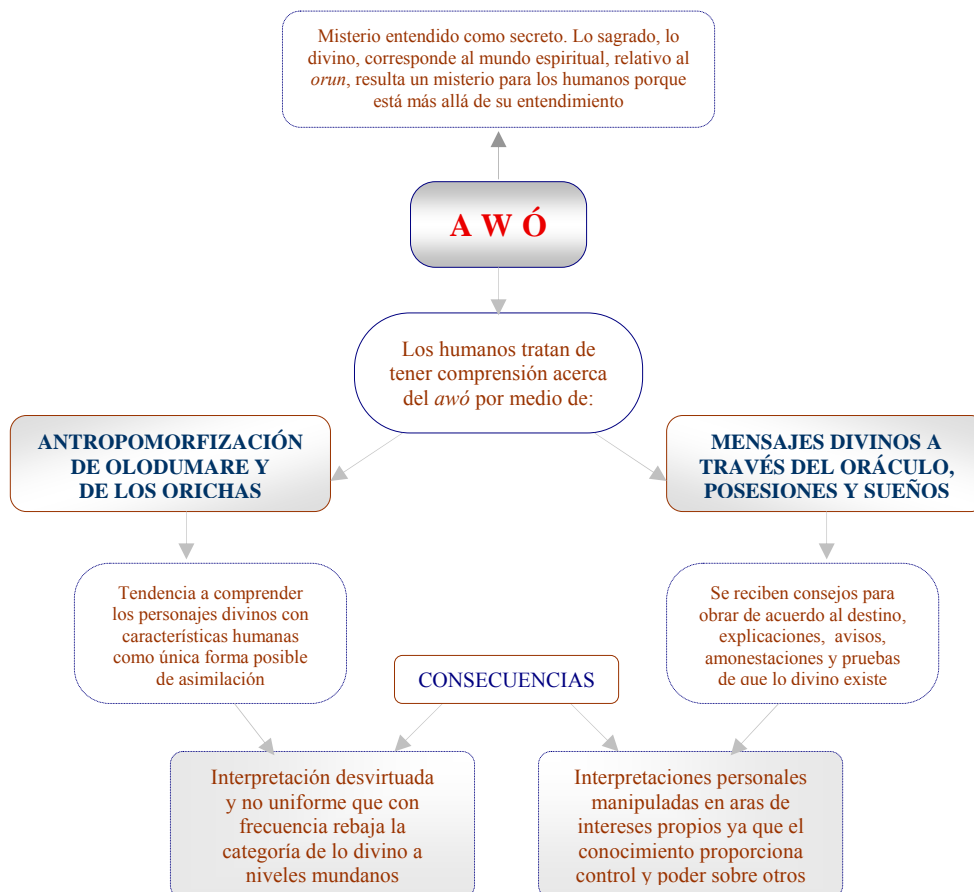 Misterio entendido como secreto. Lo sagrado, lo
divino, corresponde al mundo espiritual, relativo al
orun, resulta un misterio para los humanos porque
está más allá de su entendimiento
A W Ó
Los humanos tratan de
tener comprensión acerca
del awó por medio de:
ANTROPOMORFIZACIÓN
DE OLODUMARE Y
DE LOS ORICHAS
MENSAJES DIVINOS A
TRAVÉS DEL ORÁCULO,
POSESIONES Y SUEÑOS
Tendencia a comprender
los personajes divinos con
características humanas
como única forma posible
de asimilación
Se reciben consejos para
obrar de acuerdo al destino,
explicaciones, avisos,
amonestaciones y pruebas
de que lo divino existe
CONSECUENCIAS
Interpretación desvirtuada
y no uniforme que con
frecuencia rebaja la
categoría de lo divino a
niveles mundanos
Interpretaciones personales
manipuladas en aras de
intereses propios ya que el
conocimiento proporciona
control y poder sobre otros